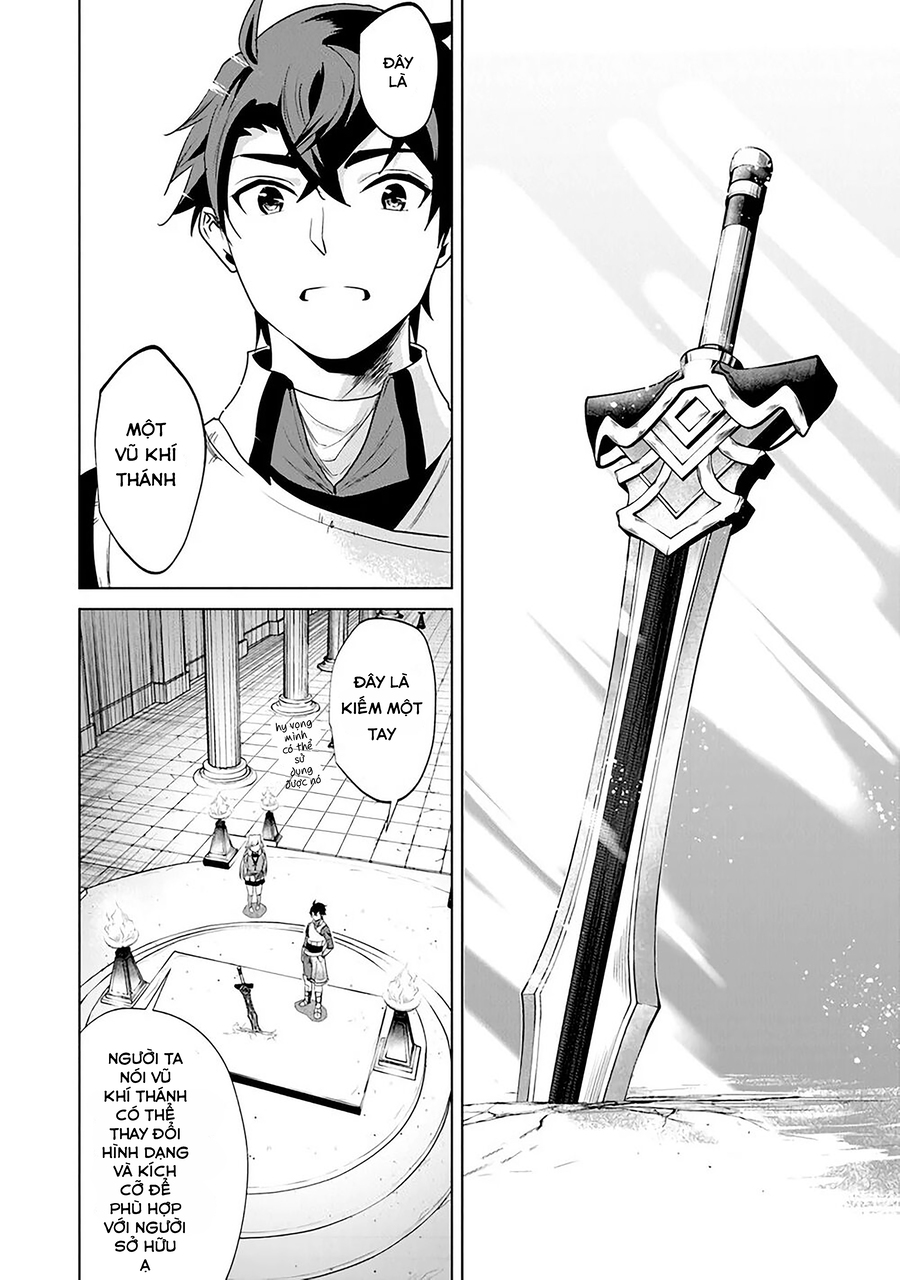 ĐÂY
LÀ
MỘT
VŨ KHÍ
THÁNH
ĐÂY LÀ
KIẾM MỘT
TAY
hy vọng
mình
có thể
sử
dụng
được nó
NGƯỜI TA
NÓI VŨ
KHÍ THÁNH
CÓ THỂ
THAY ĐỔI
HÌNH DẠNG
VÀ KÍCH
CỠ ĐỂ
PHÙ HỢP
VỚI NGƯỜI
SỞ HỮU
Ạ